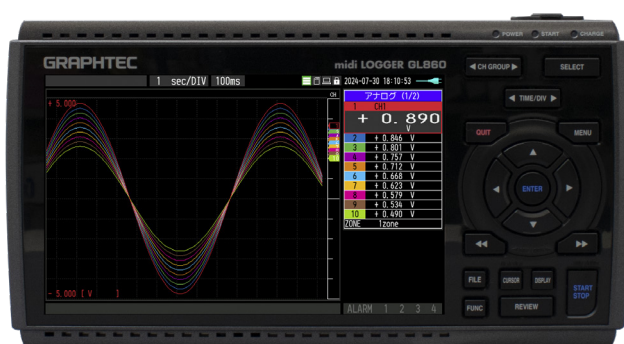 POWER START CHARGE
GRAPHTEC
midi LOGGER GL860
◄ CH GROUP ►
SELECT
1 sec/DIV 100ms
2024-07-30 18:10:53
◄ TIME/DIV ►
CH
アナログ (1/2)
+ 5.000
1 CH1
+ 0.890
V
QUIT
MENU
2 + 0.846 V
3 + 0.801 V
4 + 0.757 V
5 + 0.712 V
6 + 0.668 V
7 + 0.623 V
8 + 0.579 V
9 + 0.534 V
10 + 0.490 V
ZONE 1zone
ENTER
- 5.000 [ V ]
FILE
CURSOR
DISPLAY
START
STOP
FUNC
REVIEW
ALARM 1 2 3 4